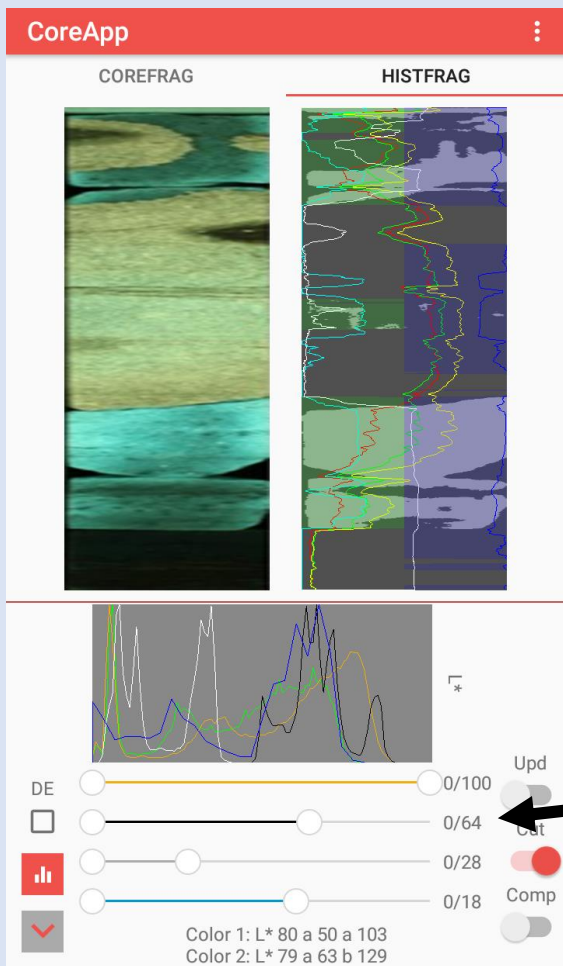 CoreApp
COREFRAG HISTFRAG
L*
Upd
DE 0/100
0/64
Cut
0/28
Comp
0/18
Color 1: L* 80 a 50 a 103
Color 2: L* 79 a 63 b 129